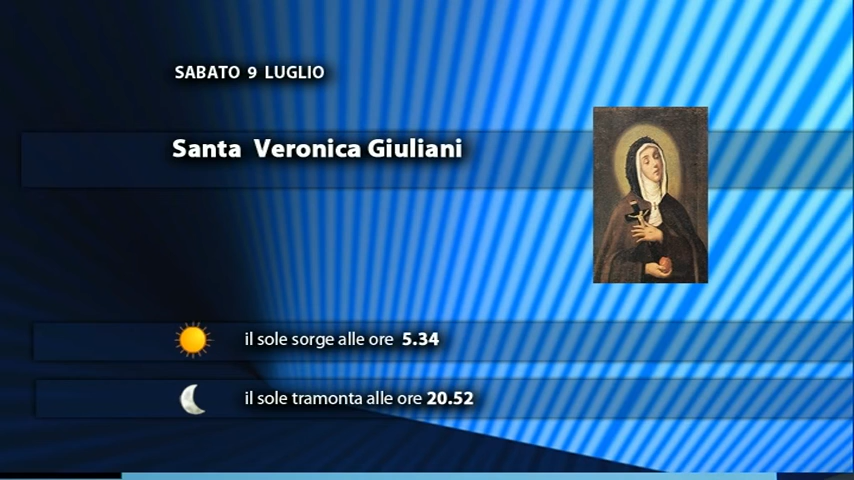 SABATO 9 LUGLIO
Santa Veronica Giuliani
il sole sorge alle ore 5.34
il sole tramonta alle ore 20.52